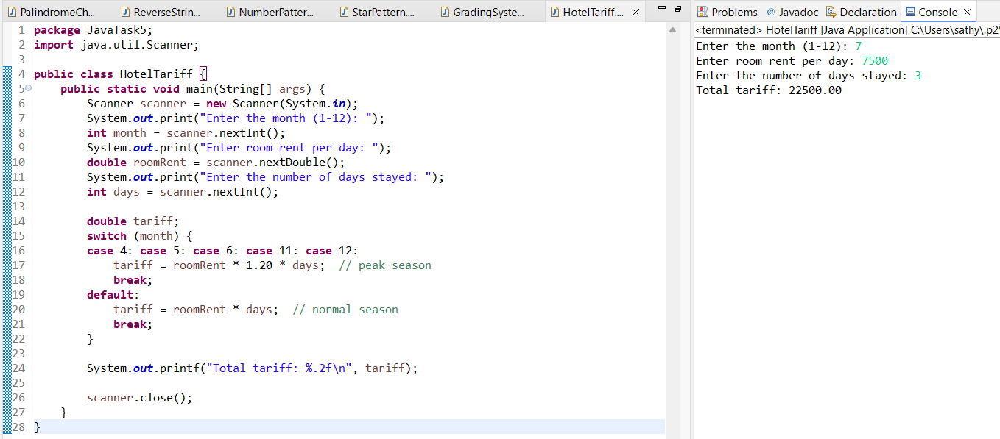 PalindromeCh... ReverseStrin... NumberPatter... StarPattern.... GradingSyste... HotelTariff....
1 package JavaTask5;
2 import java.util.Scanner;
3
4 public class HotelTariff {
5 public static void main(String[] args) {
6 Scanner scanner = new Scanner(System.in);
7 System.out.print("Enter the month (1-12): ");
8 int month = scanner.nextInt();
9 System.out.print("Enter room rent per day: ");
10 double roomRent = scanner.nextDouble();
11 System.out.print("Enter the number of days stayed: ");
12 int days = scanner.nextInt();
13
14 double tariff;
15 switch (month) {
16 case 4: case 5: case 6: case 11: case 12:
17 tariff = roomRent * 1.20 * days;  // peak season
18 break;
19 default:
20 tariff = roomRent * days;  // normal season
21 break;
22 }
23
24 System.out.printf("Total tariff: %.2f\n", tariff);
25
26 scanner.close();
27 }
28 }
Problems @ Javadoc Declaration Console
<terminated> HotelTariff [Java Application] C:\Users\sathy\.p2\
Enter the month (1-12): 7
Enter room rent per day: 7500
Enter the number of days stayed: 3
Total tariff: 22500.00